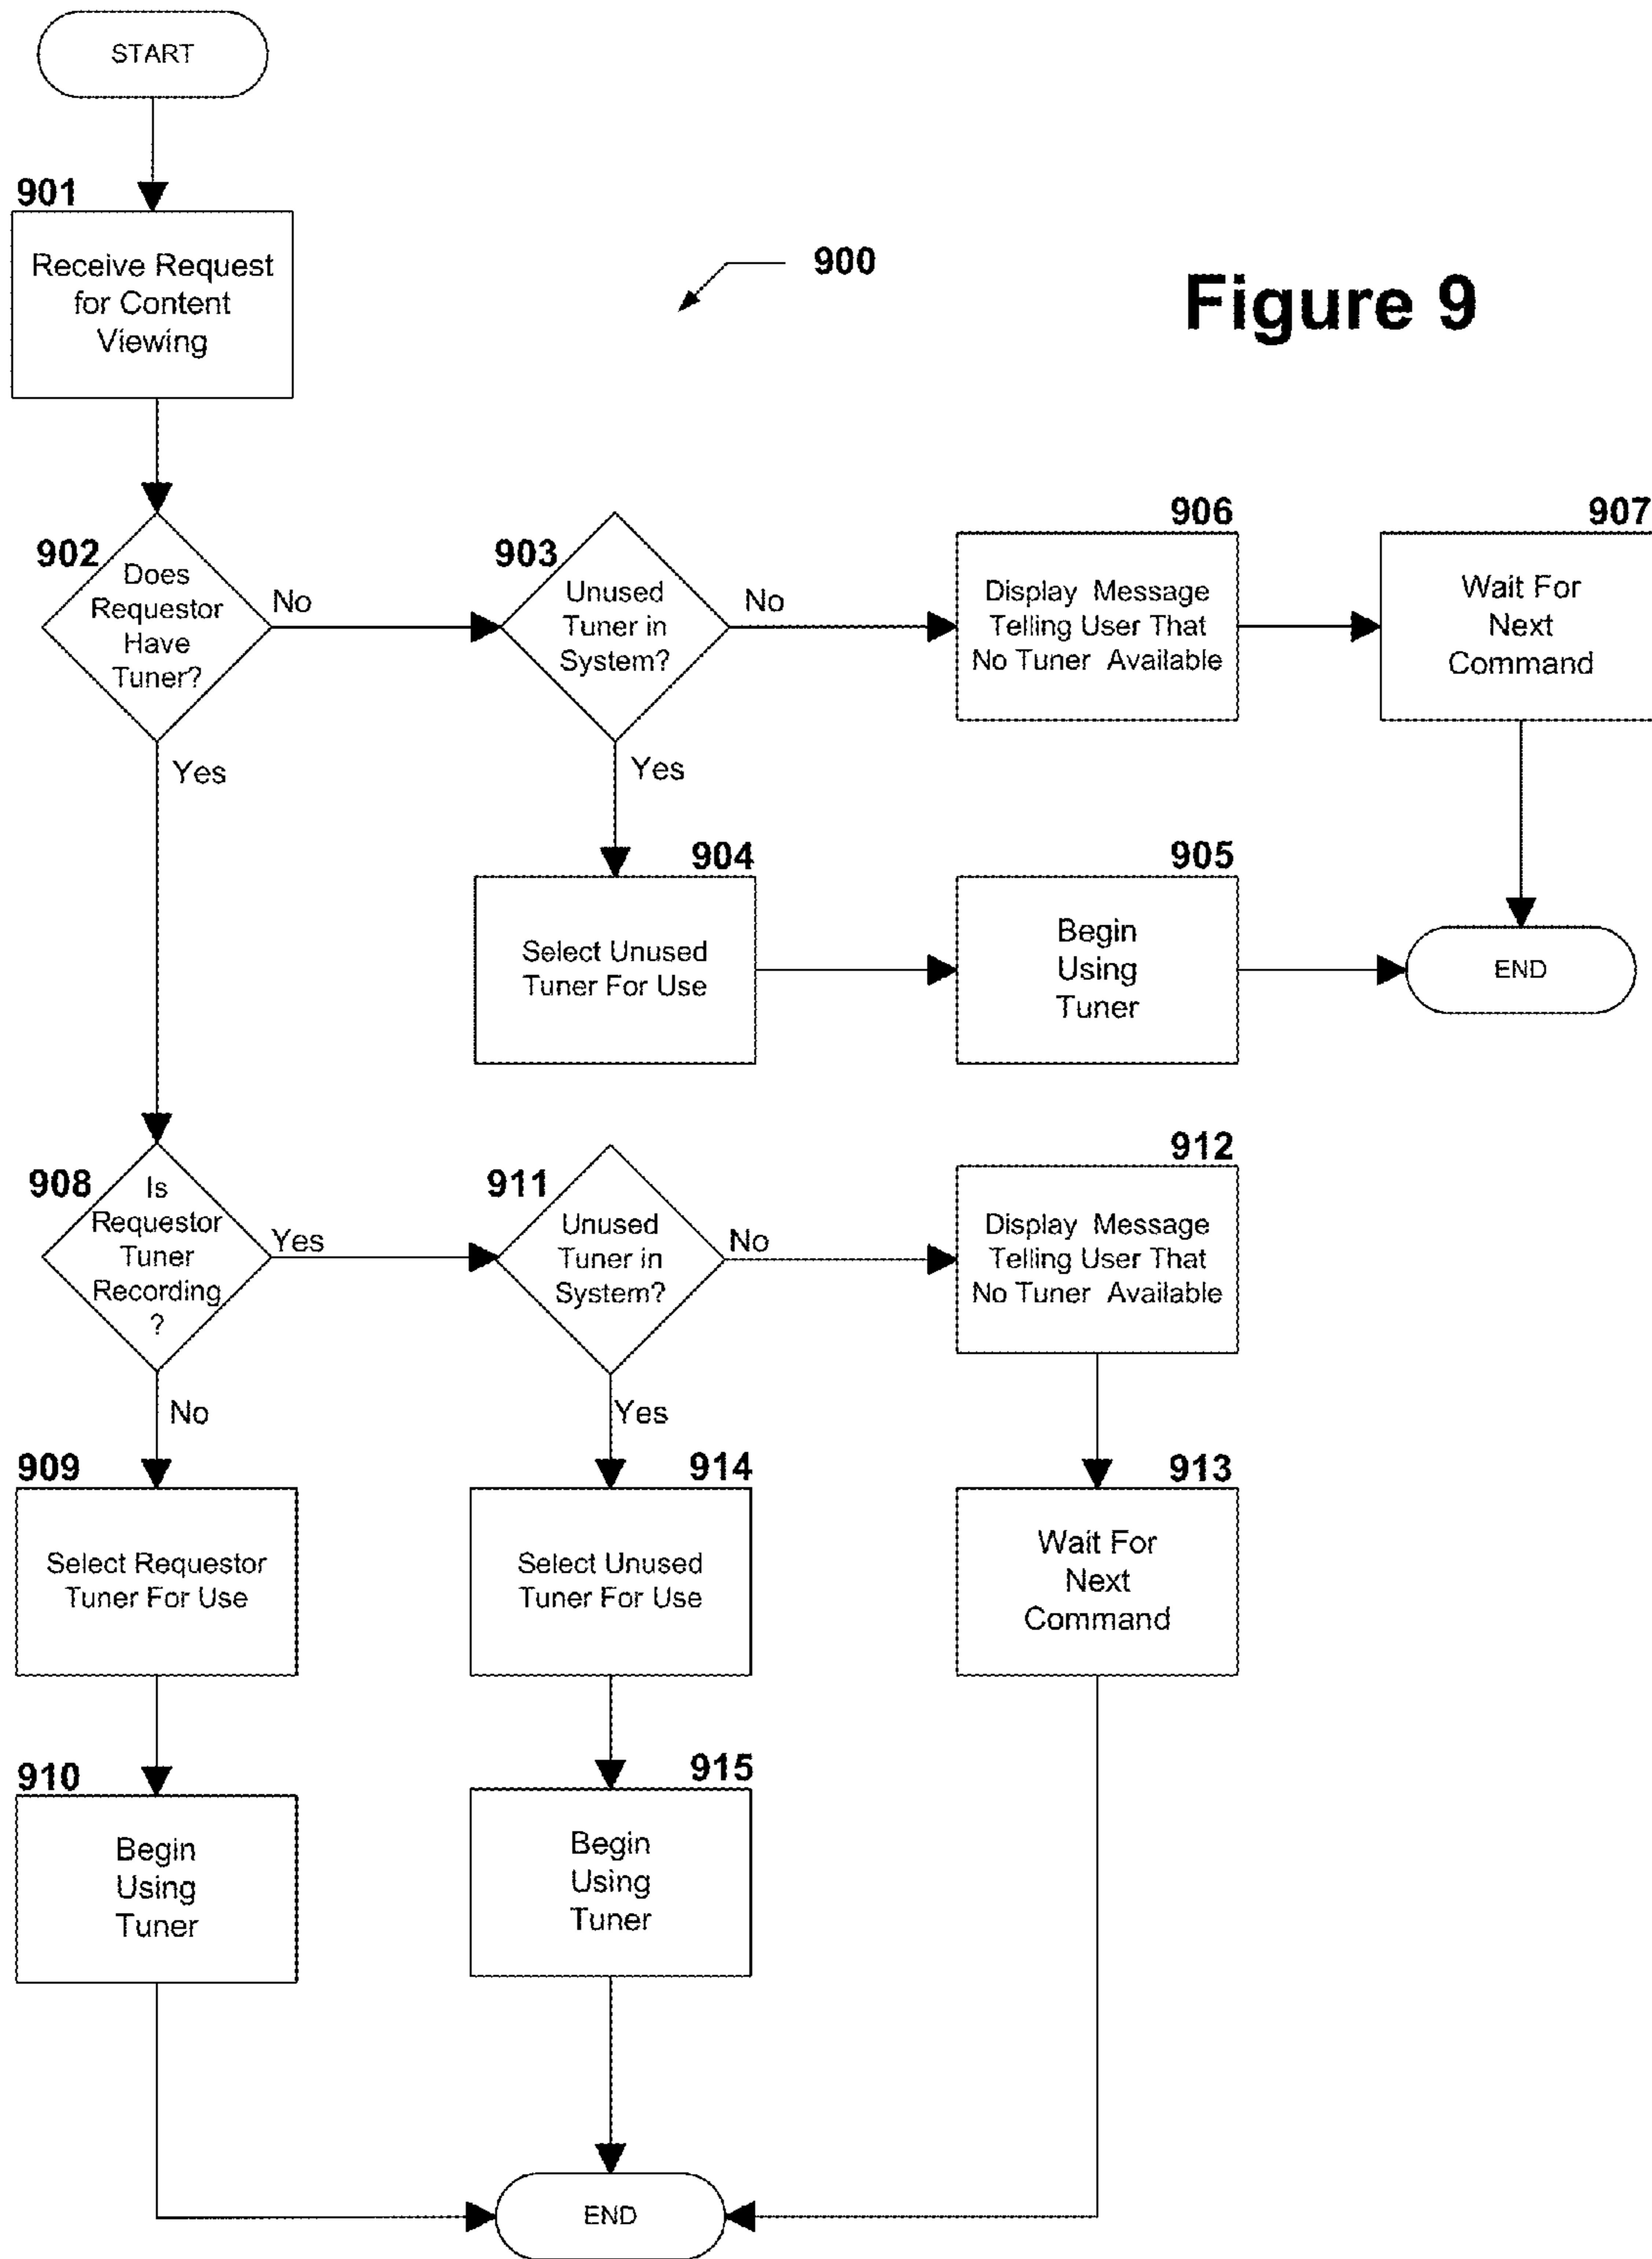 START
901
Receive Request
for Content
Viewing
900
Figure 9
902
Does
Requestor
Have
Tuner?
No
Yes
903
Unused
Tuner in
System?
No
Yes
906
Display Message
Telling User That
No Tuner Available
907
Wait For
Next
Command
904
Select Unused
Tuner For Use
905
Begin
Using
Tuner
END
908
Is
Requestor
Tuner
Recording
?
Yes
No
911
Unused
Tuner in
System?
No
Yes
912
Display Message
Telling User That
No Tuner Available
909
Select Requestor
Tuner For Use
914
Select Unused
Tuner For Use
913
Wait For
Next
Command
910
Begin
Using
Tuner
915
Begin
Using
Tuner
END